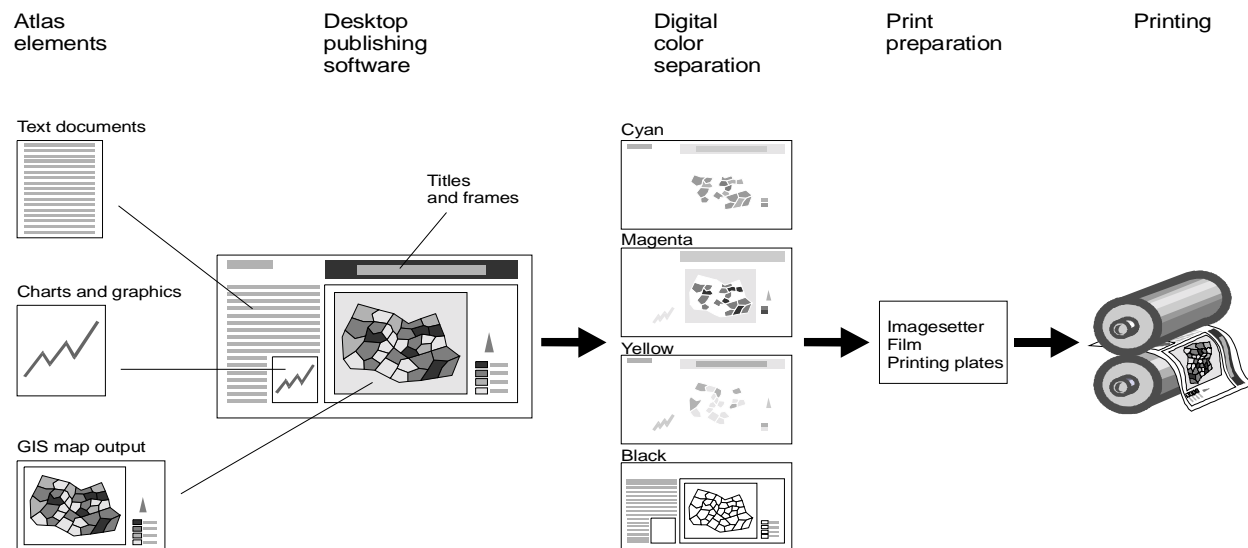 Atlas
elements
Desktop
publishing
software
Digital
color
separation
Print
preparation
Printing
Text documents
Charts and graphics
GIS map output
Titles
and frames
Cyan
Magenta
Yellow
Black
Imagesetter
Film
Printing plates